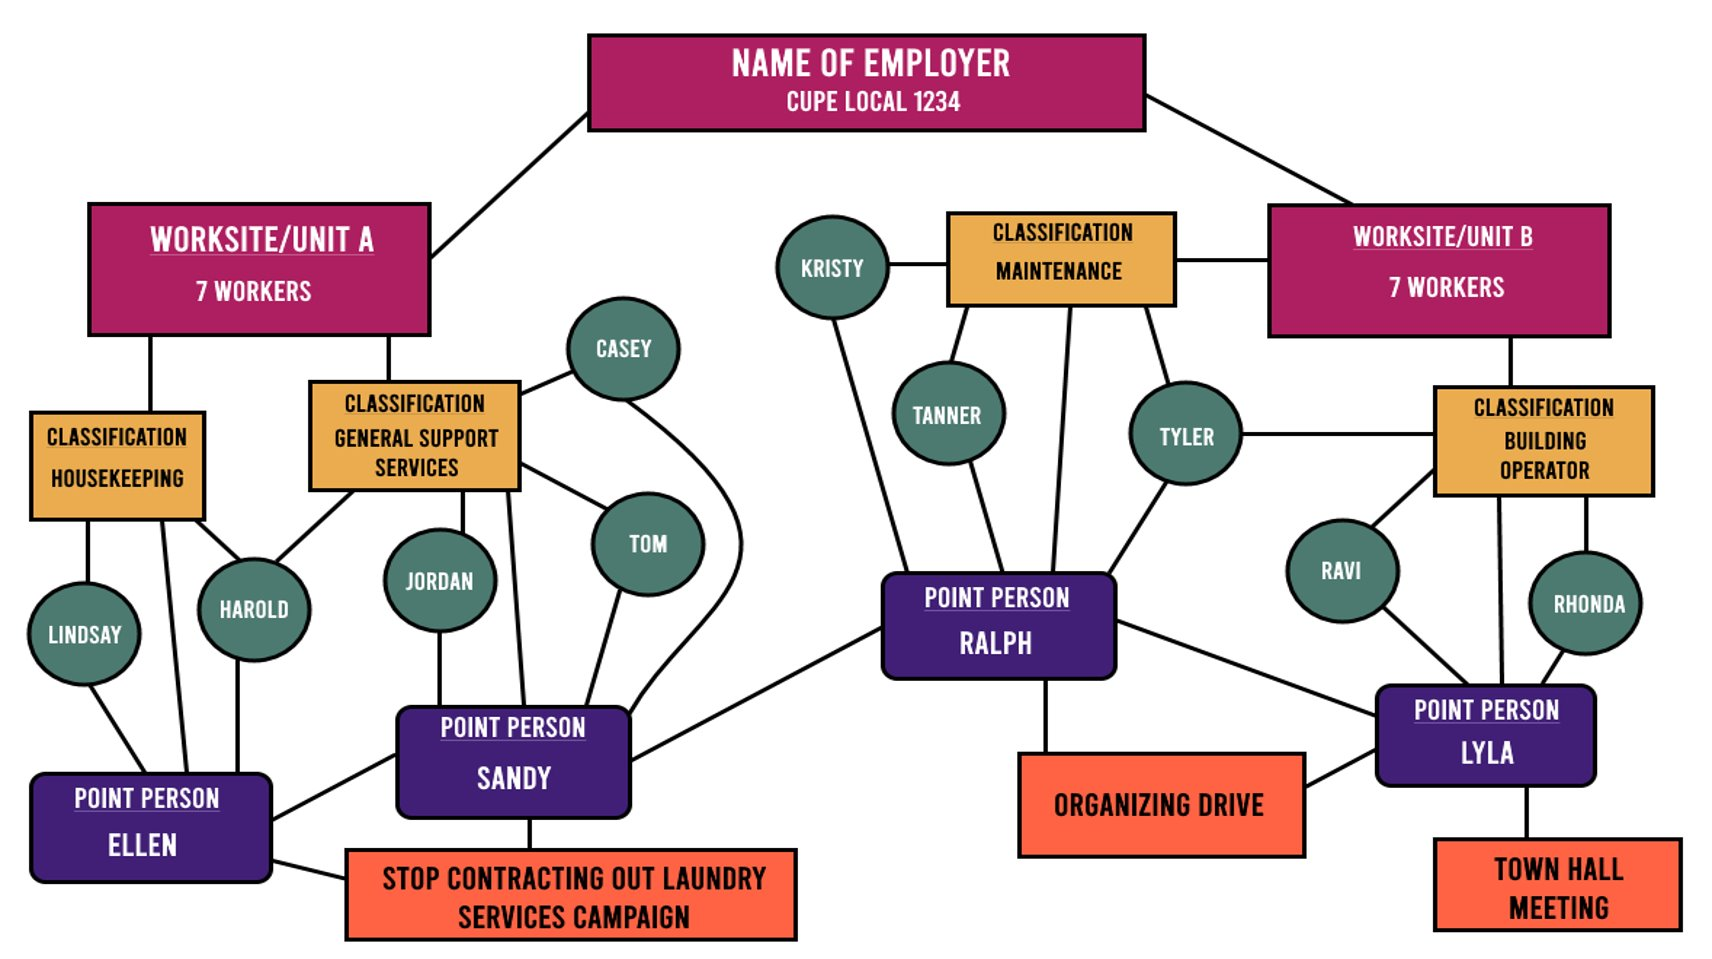 NAME OF EMPLOYER
CUPE LOCAL 1234
WORKSITE/UNIT A
7 WORKERS
WORKSITE/UNIT B
7 WORKERS
CLASSIFICATION
MAINTENANCE
KRISTY
CASEY
CLASSIFICATION
HOUSEKEEPING
CLASSIFICATION
GENERAL SUPPORT
SERVICES
TANNER
TYLER
CLASSIFICATION
BUILDING
OPERATOR
LINDSAY
HAROLD
JORDAN
TOM
RAVI
RHONDA
POINT PERSON
RALPH
POINT PERSON
LYLA
POINT PERSON
SANDY
POINT PERSON
ELLEN
ORGANIZING DRIVE
STOP CONTRACTING OUT LAUNDRY
SERVICES CAMPAIGN
TOWN HALL
MEETING